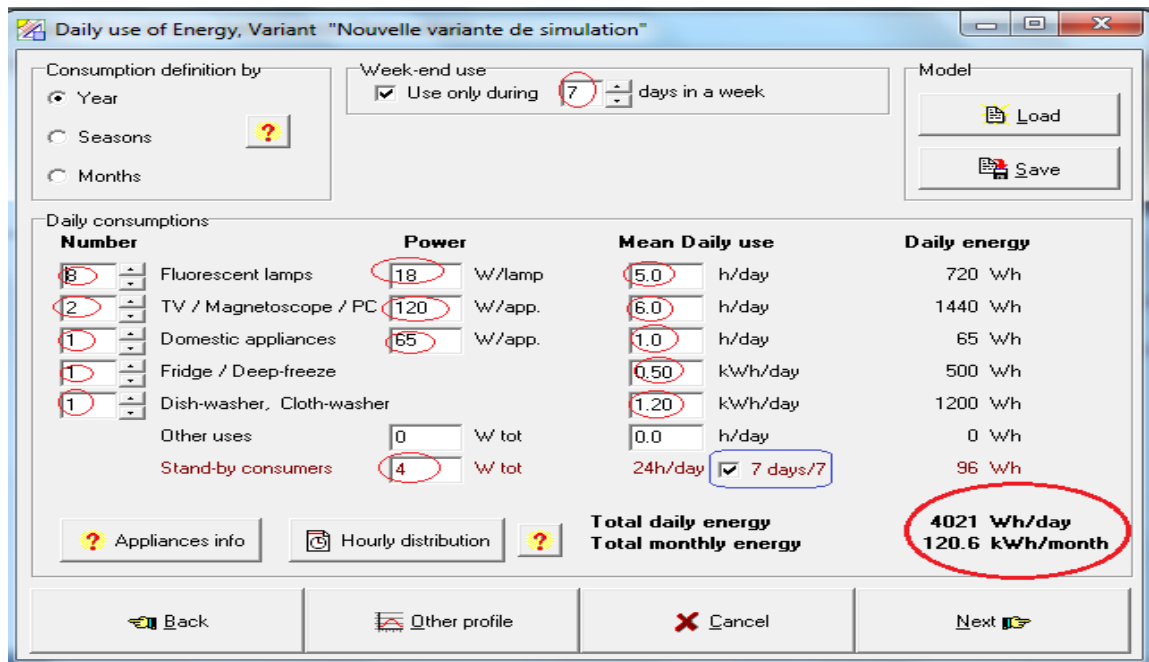 Daily use of Energy, Variant "Nouvelle variante de simulation"
Consumption definition by
Year
Seasons
Months
?
Week-end use
Use only during 7 days in a week
Model
Load
Save
Daily consumptions
Number Power Mean Daily use Daily energy
8 Fluorescent lamps 18 W/lamp 5.0 h/day 720 Wh
2 TV / Magnetoscope / PC 120 W/app. 6.0 h/day 1440 Wh
1 Domestic appliances 65 W/app. 1.0 h/day 65 Wh
1 Fridge / Deep-freeze 0.50 kWh/day 500 Wh
1 Dish-washer, Cloth-washer 1.20 kWh/day 1200 Wh
Other uses 0 W tot 0.0 h/day 0 Wh
Stand-by consumers 4 W tot 24h/day 7 days/7 96 Wh
Total daily energy 4021 Wh/day
Total monthly energy 120.6 kWh/month
? Appliances info Hourly distribution ?
Back Other profile Cancel Next